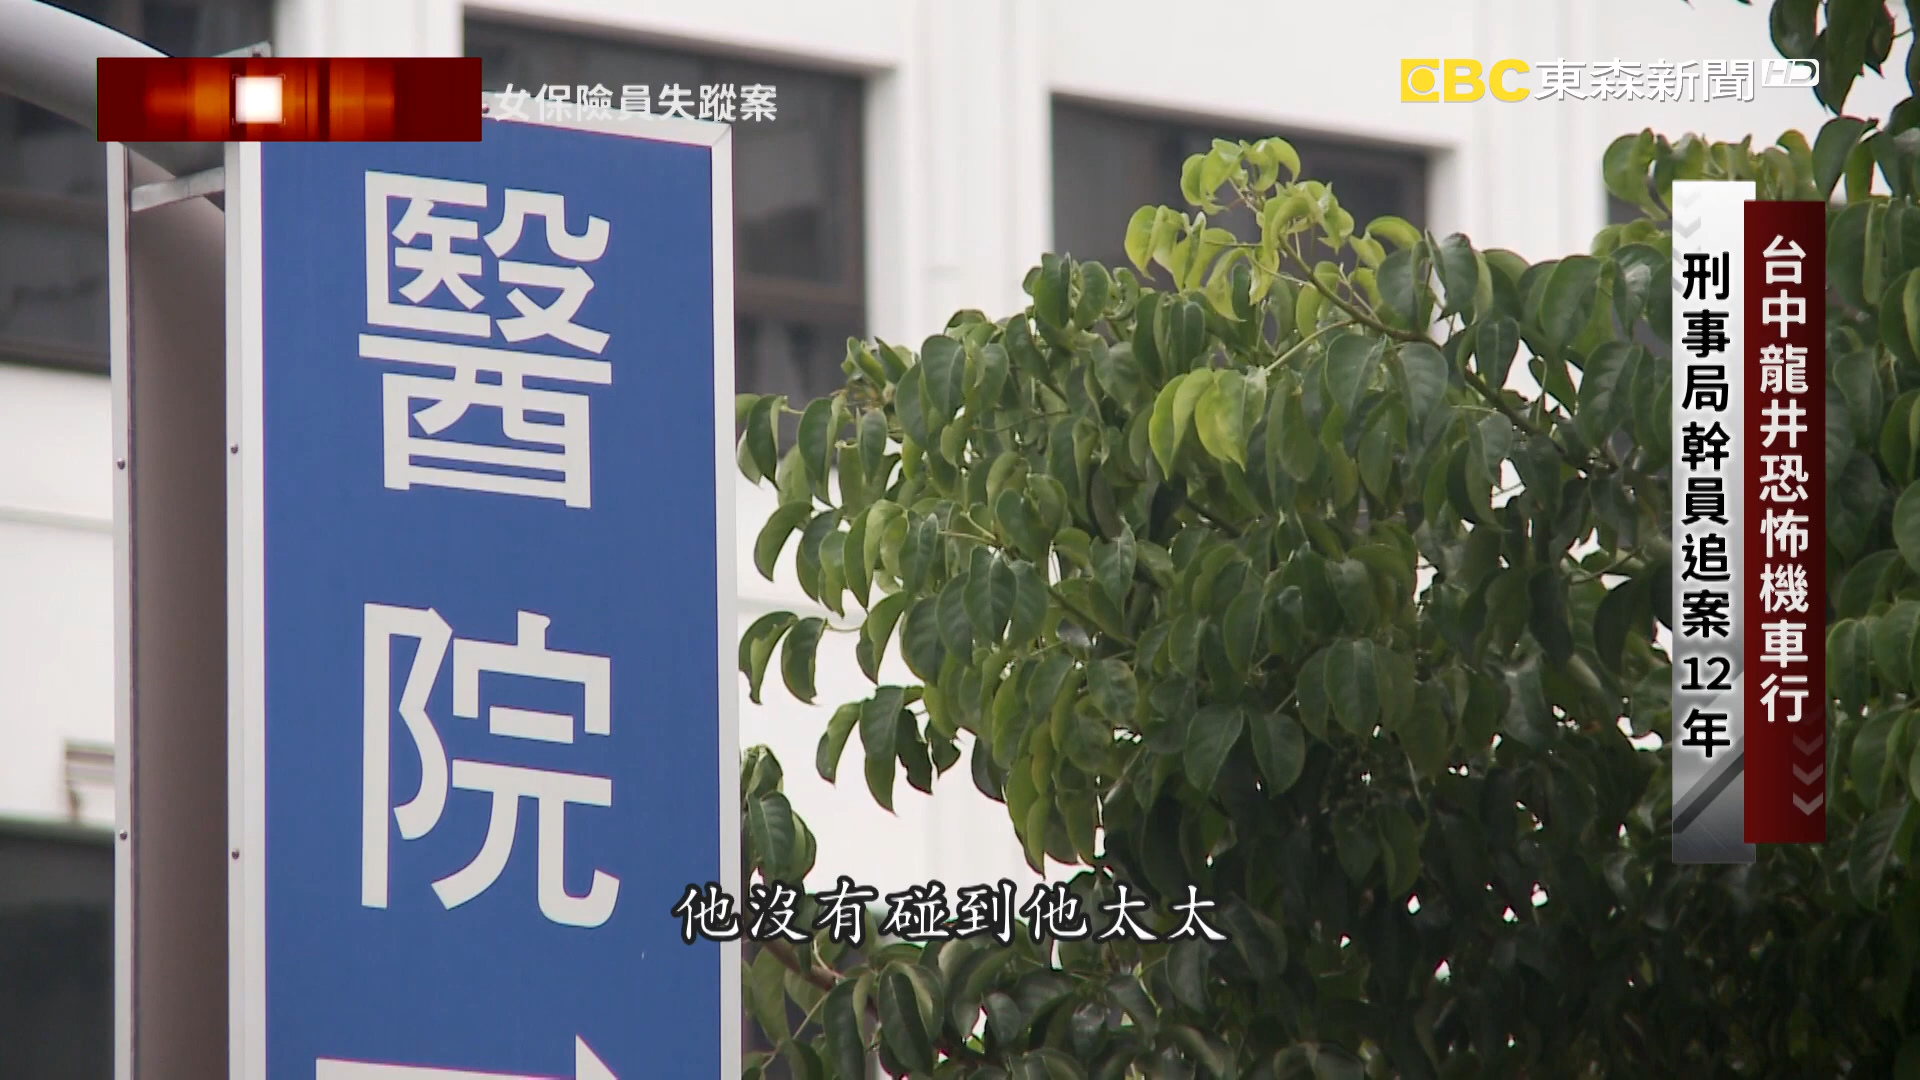 女保險員失蹤案
EBC東森新聞HD
醫院
台中龍井恐怖機車行
刑事局幹員追案12年
他沒有碰到他太太